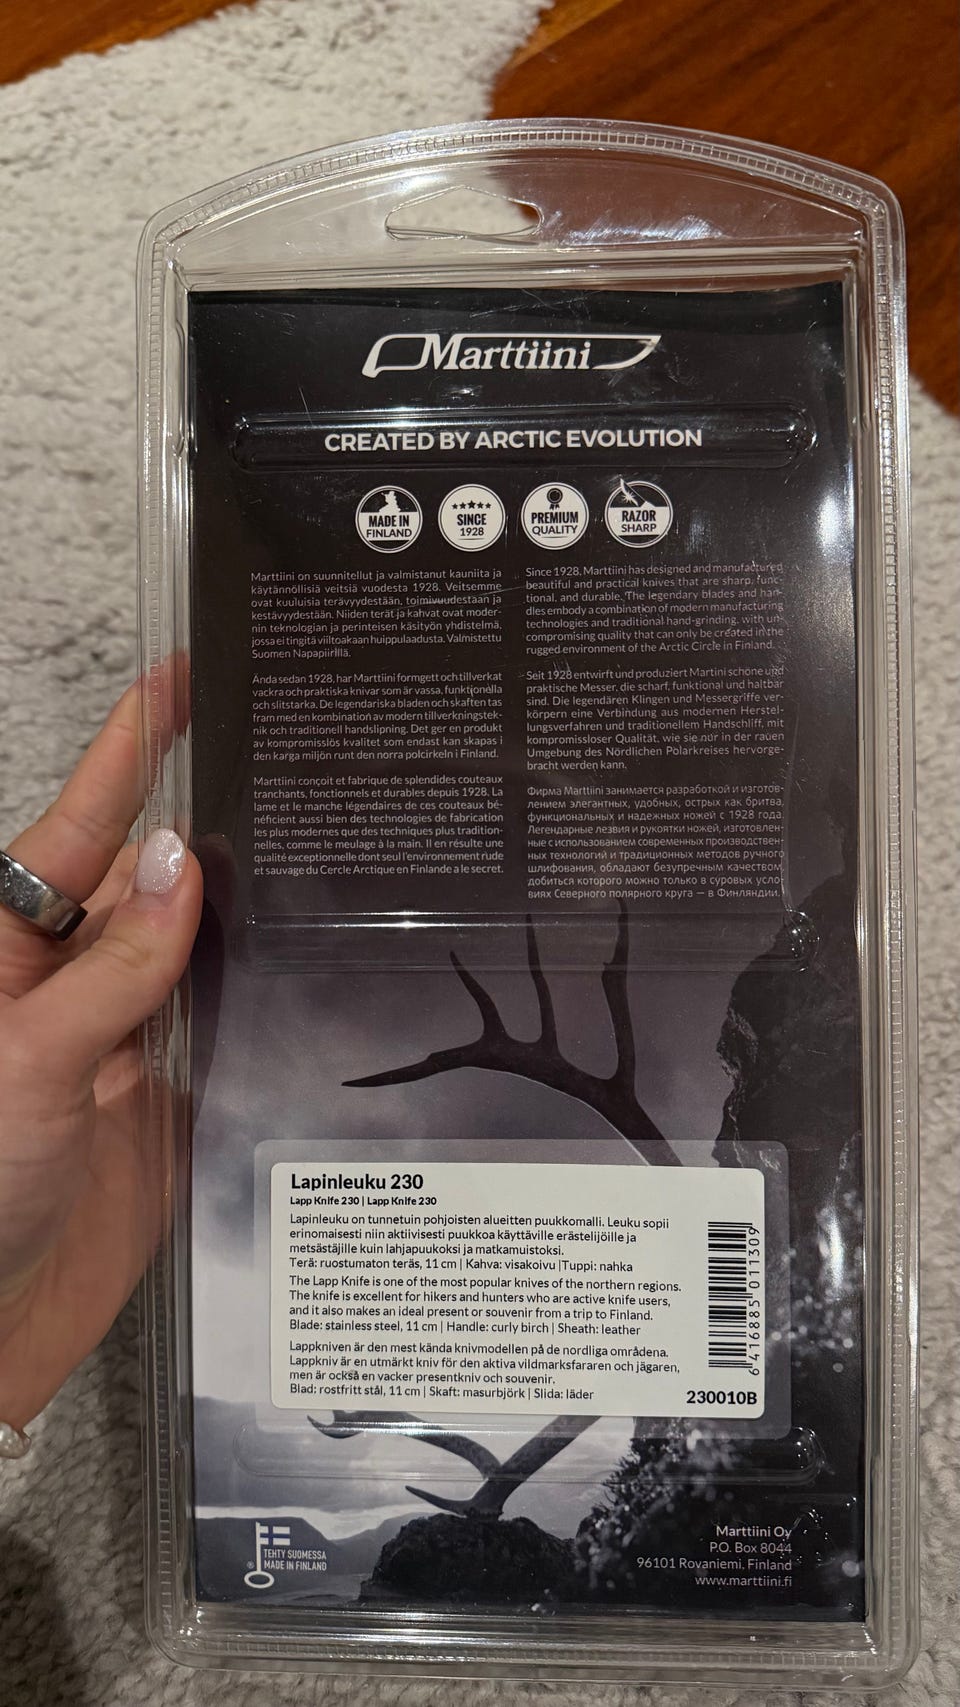 Marttiini
CREATED BY ARCTIC EVOLUTION
MADE IN
FINLAND
SINCE
1928
PREMIUM
QUALITY
RAZOR
SHARP
Marttiini on suunnitellut ja valmistanut kauniita ja
käytännöllisiä veitsiä vuodesta 1928. Veitsemme
ovat kuuluisia terävyydestään, toimivuudestaan ja
kestävyydestään. Niiden terät ja kahvat ovat moder-
nin teknologian ja perinteisen käsityön yhdistelmä,
jossa ei tingitä viiltoakaan huippulaadusta. Valmistettu
Suomen Napapiirillä.
Ända sedan 1928, har Marttiini formgett och tillverkat
vackra och praktiska knivar som är vassa, funktionella
och slitstarka. De legendariska bladen och skaften tas
fram med en kombination av modern tillverkningstek-
nik och traditionell handslipning. Det ger en produkt
av kompromisslös kvalitet som endast kan skapas i
den karga miljön runt den norra polcirkeln i Finland.
Marttiini conçoit et fabrique de splendides couteaux
tranchants, fonctionnels et durables depuis 1928. La
lame et le manche légendaires de ces couteaux bé-
néficient aussi bien des technologies de fabrication
les plus modernes que des techniques plus tradition-
nelles, comme le meulage à la main. Il en résulte une
qualité exceptionnelle dont seul l'environnement rude
et sauvage du Cercle Arctique en Finlande a le secret.
Since 1928, Marttiini has designed and manufactured
beautiful and practical knives that are sharp, func-
tional, and durable. The legendary blades and han-
dles embody a combination of modern manufacturing
technologies and traditional hand-grinding, with un-
compromising quality that can only be created in the
rugged environment of the Arctic Circle in Finland.
Seit 1928 entwirft und produziert Martini schöne und
praktische Messer, die scharf, funktional und haltbar
sind. Die legendären Klingen und Messergriffe ver-
körpern eine Verbindung aus modernen Herstel-
lungsverfahren und traditionellem Handschliff, mit
kompromissloser Qualität, wie sie nur in der rauen
Umgebung des Nördlichen Polarkreises hervorge-
bracht werden kann.
Фирма Marttiini занимается разработкой и изготов-
лением элегантных, удобных, острых как бритва,
функциональных и надежных ножей с 1928 года.
Легендарные лезвия и рукоятки ножей, изготовлен-
ные с использованием современных производствен-
ных технологий и традиционных методов ручного
шлифования, обладают безупречным качеством,
добиться которого можно только в суровых усло-
виях Северного полярного круга — в Финляндии.
Lapinleuku 230
Lapp Knife 230 | Lapp Knife 230
Lapinleuku on tunnetuin pohjoisten alueitten puukkomalli. Leuku sopii
erinomaisesti niin aktiivisesti puukkoa käyttäville erästelijöille ja
metsästäjille kuin lahjapuukoksi ja matkamuistoksi.
Terä: ruostumaton teräs, 11 cm | Kahva: visakoivu |Tuppi: nahka
The Lapp Knife is one of the most popular knives of the northern regions.
The knife is excellent for hikers and hunters who are active knife users,
and it also makes an ideal present or souvenir from a trip to Finland.
Blade: stainless steel, 11 cm | Handle: curly birch | Sheath: leather
Lappkniven är den mest kända knivmodellen på de nordliga områdena.
Lappkniv är en utmärkt kniv för den aktiva vildmarksfararen och jägaren,
men är också en vacker presentkniv och souvenir.
Blad: rostfritt stål, 11 cm | Skaft: masurbjörk | Slida: läder
6 416885 011309
230010B
® TEHTY SUOMESSA
MADE IN FINLAND
Marttiini Oy
P.O. Box 8044
96101 Rovaniemi, Finland
www.marttiini.fi